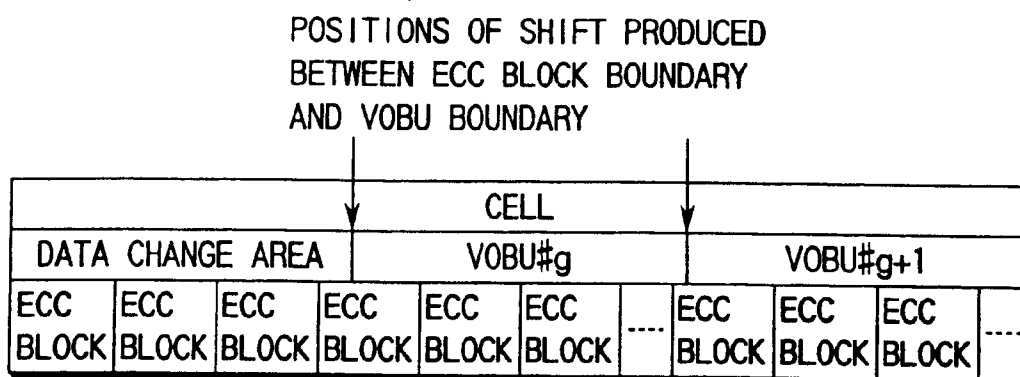 POSITIONS OF SHIFT PRODUCED
BETWEEN ECC BLOCK BOUNDARY
AND VOBU BOUNDARY
CELL
DATA CHANGE AREA VOBU#g VOBU#g+1
ECC ECC ECC ECC ECC ECC ---- ECC ECC ECC ----
BLOCK BLOCK BLOCK BLOCK BLOCK BLOCK BLOCK BLOCK BLOCK